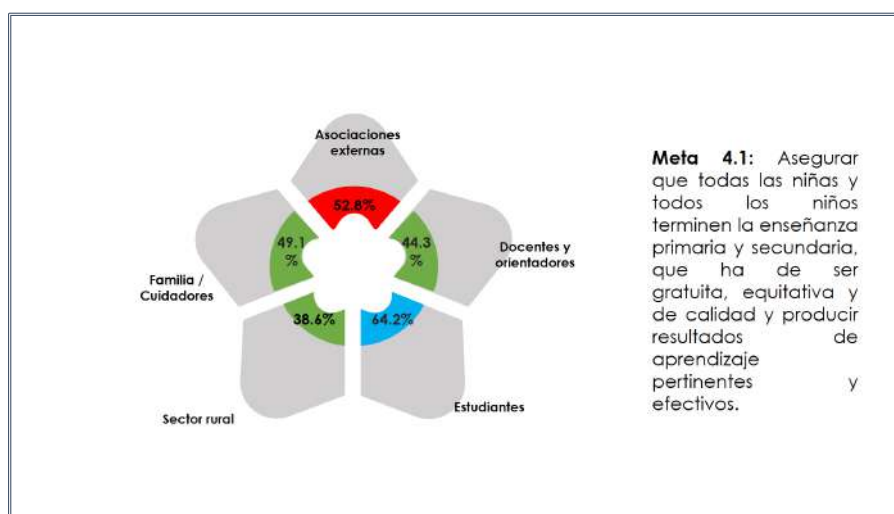 Asociaciones
externas
52.8%
49.1
%
44.3
%
Docentes y
orientadores
Familia /
Cuidadores
38.6%
64.2%
Sector rural
Estudiantes
Meta 4.1: Asegurar
que todas las niñas y
todos los niños
terminen la enseñanza
primaria y secundaria,
que ha de ser
gratuita, equitativa y
de calidad y producir
resultados de
aprendizaje
pertinentes y
efectivos.